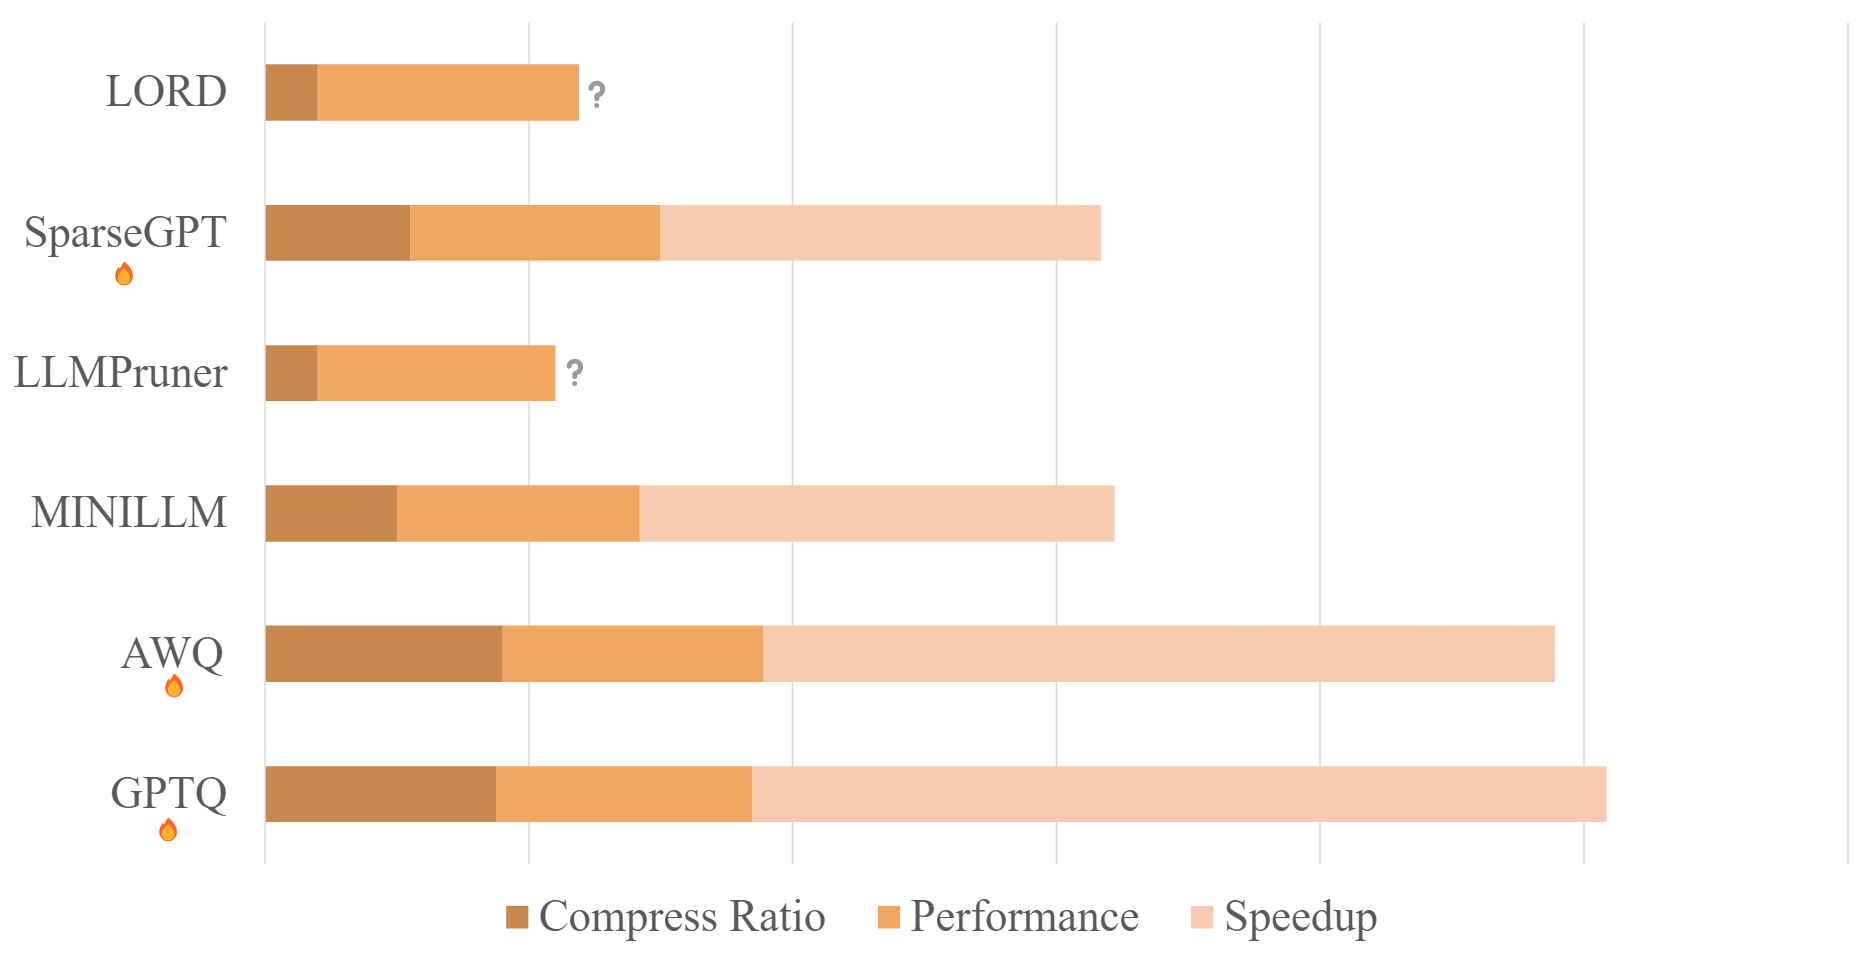 LORD
?
SparseGPT
LLMPruner
?
MINILLM
AWQ
GPTQ
Compress Ratio
Performance
Speedup